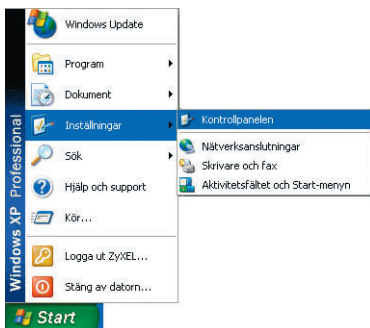 Windows Update
Program
Dokument
Inställningar
Sök
Hjälp och support
Kör...
Logga ut ZyXEL...
Stäng av datorn...
Windows XP Professional
Start
Kontrollpanelen
Nätverksanslutningar
Skrivare och fax
Aktivitetsfältet och Start-menyn